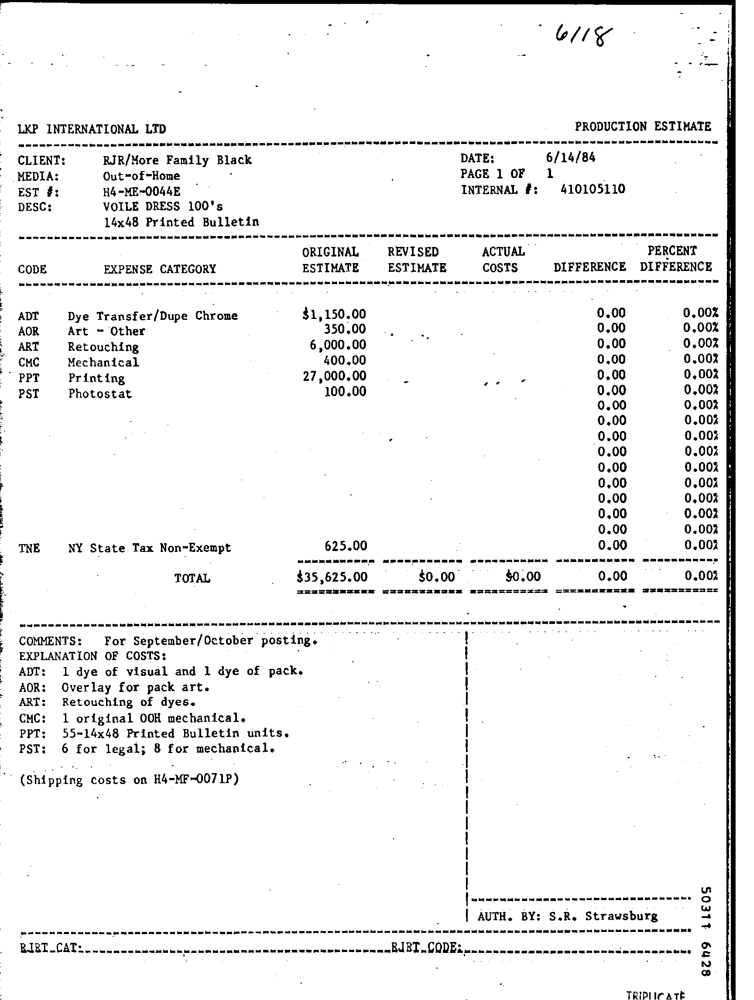 6/18
LKP INTERNATIONAL LTD PRODUCTION ESTIMATE
CLIENT: RJR/More Family Black DATE: 6/14/84
MEDIA: Out-of-Home PAGE 1 OF 1
EST #: H4-ME-0044E INTERNAL #: 410105110
DESC: VOILE DRESS 100's
14x48 Printed Bulletin
ORIGINAL REVISED ACTUAL PERCENT
CODE EXPENSE CATEGORY ESTIMATE ESTIMATE COSTS DIFFERENCE DIFFERENCE
ADT Dye Transfer/Dupe Chrome $1,150.00 0.00 0.00%
AOR Art - Other 350.00 0.00 0.00%
ART Retouching 6,000.00 0.00 0.00%
CMC Mechanical 400.00 0.00 0.00%
PPT Printing 27,000.00 0.00 0.00%
PST Photostat 100.00 0.00 0.00%
0.00 0.00%
0.00 0.00%
0.00 0.00%
0.00 0.00%
0.00 0.00%
0.00 0.00%
0.00 0.00%
0.00 0.00%
0.00 0.00%
TNE NY State Tax Non-Exempt 625.00 0.00 0.00%
TOTAL $35,625.00 $0.00 $0.00 0.00 0.00%
COMMENTS: For September/October posting.
EXPLANATION OF COSTS:
ADT: 1 dye of visual and 1 dye of pack.
AOR: Overlay for pack art.
ART: Retouching of dyes.
CMC: 1 original OOH mechanical.
PPT: 55-14x48 Printed Bulletin units.
PST: 6 for legal; 8 for mechanical.
(Shipping costs on H4-MF-0071P)
AUTH. BY: S.R. Strawsburg
RJRT CAT: RJRT CODE:
50311 6428
TRIPLICATE